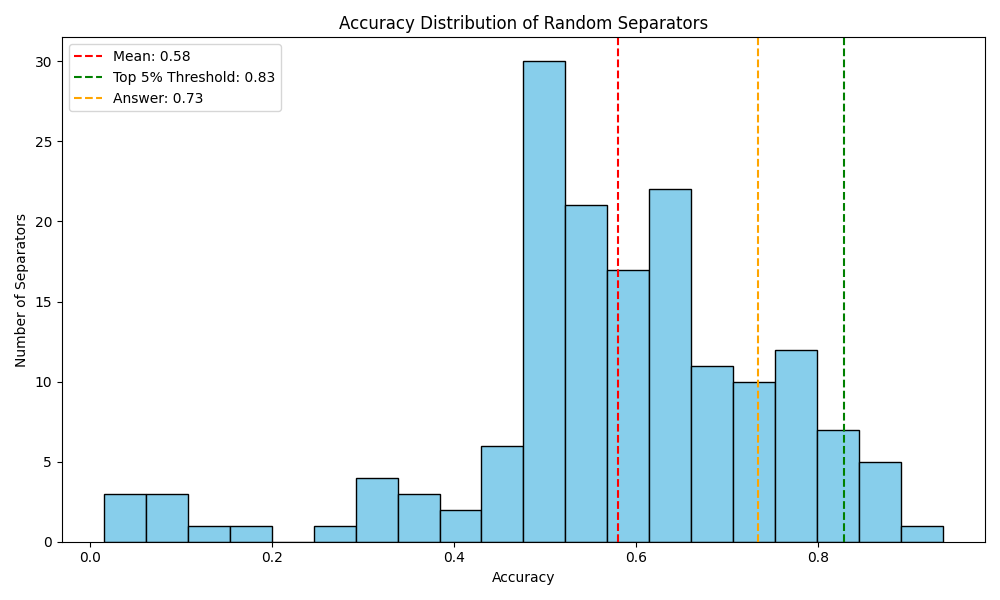 Accuracy Distribution of Random Separators
Mean: 0.58
Top 5% Threshold: 0.83
Answer: 0.73
30
25
20
15
10
5
0
Number of Separators
0.0 0.2 0.4 0.6 0.8
Accuracy